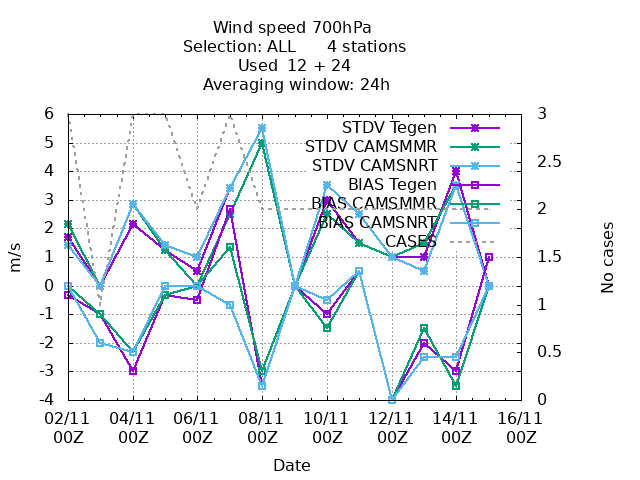 Wind speed 700hPa
Selection: ALL 4 stations
Used 12 + 24
Averaging window: 24h
STDV Tegen
STDV CAMSMMR
STDV CAMSNRT
BIAS Tegen
BIAS CAMSMMR
BIAS CAMSNRT
CASES
m/s
6
5
4
3
2
1
0
-1
-2
-3
-4
No cases
3
2.5
2
1.5
1
0.5
0
02/11 04/11 06/11 08/11 10/11 12/11 14/11 16/11
00Z 00Z 00Z 00Z 00Z 00Z 00Z 00Z
Date